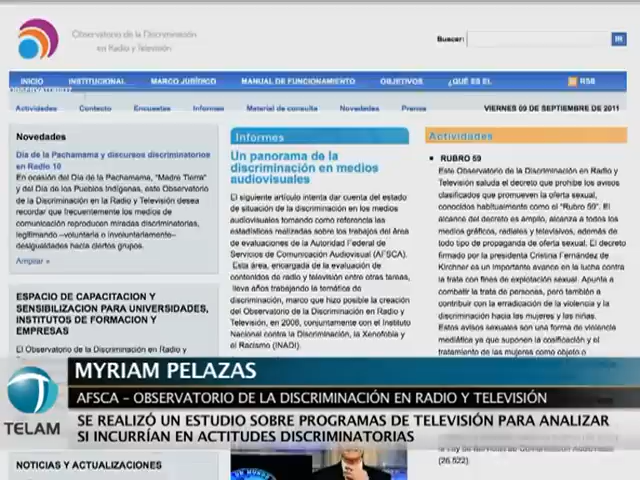 Observatorio de la Discriminación
en Radio y Televisión
Buscar:
IR
INICIO INSTITUCIONAL MARCO JURÍDICO MANUAL DE FUNCIONAMIENTO OBJETIVOS ¿QUÉ ES EL RSS
Actividades Contacto Encuestas Informes Material de consulta Novedades Prensa VIERNES 09 DE SEPTIEMBRE DE 2011
Novedades
Día de la Pachamama y discursos discriminatorios
en Radio 10
En ocasión del Día de la Pachamama, "Madre Tierra"
y del Día de los Pueblos Indígenas, este Observatorio
de la Discriminación en la Radio y Televisión desea
recordar que frecuentemente los medios de
comunicación reproducen miradas discriminatorias,
legitimando –voluntaria o involuntariamente–
desigualdades hacia ciertos grupos.
Ampliar »
ESPACIO DE CAPACITACION Y
SENSIBILIZACION PARA UNIVERSIDADES,
INSTITUTOS DE FORMACION Y
EMPRESAS
El Observatorio de la Discriminación en Radio y
NOTICIAS Y ACTUALIZACIONES
Informes
Un panorama de la
discriminación en medios
audiovisuales
El siguiente artículo intenta dar cuenta del estado
de situación de la discriminación en los medios
audiovisuales tomando como referencia las
estadísticas realizadas sobre los trabajos del Área
de evaluaciones de la Autoridad Federal de
Servicios de Comunicación Audiovisual (AFSCA).
Esta área, encargada de la evaluación de
contenidos de radio y televisión entre otras tareas,
lleva años trabajando la temática de
discriminación, marco que hizo posible la creación
del Observatorio de la Discriminación en Radio y
Televisión, en 2006, conjuntamente con el Instituto
Nacional contra la Discriminación, la Xenofobia y
el Racismo (INADI).
Actividades
RUBRO 59
Este Observatorio de la Discriminación en Radio y
Televisión saluda el decreto que prohíbe los avisos
clasificados que promueven la oferta sexual,
conocidos habitualmente como el "Rubro 59". El
alcance del decreto es amplio, alcanza a todos los
medios gráficos, radiales y televisivos, además de
todo tipo de propaganda de oferta sexual. El decreto
firmado por la presidenta Cristina Fernández de
Kirchner es un importante avance en la lucha contra
la trata con fines de explotación sexual. Apunta a
combatir la trata de personas, pero también a
contribuir con la erradicación de la violencia y la
discriminación hacia las mujeres y las niñas.
Estos avisos sexuales son una forma de violencia
mediática ya que suponen la cosificación y el
tratamiento de las mujeres como objeto o
(26.522)
MYRIAM PELAZAS
AFSCA – OBSERVATORIO DE LA DISCRIMINACIÓN EN RADIO Y TELEVISIÓN
SE REALIZÓ UN ESTUDIO SOBRE PROGRAMAS DE TELEVISIÓN PARA ANALIZAR
SI INCURRÍAN EN ACTITUDES DISCRIMINATORIAS
TELAM